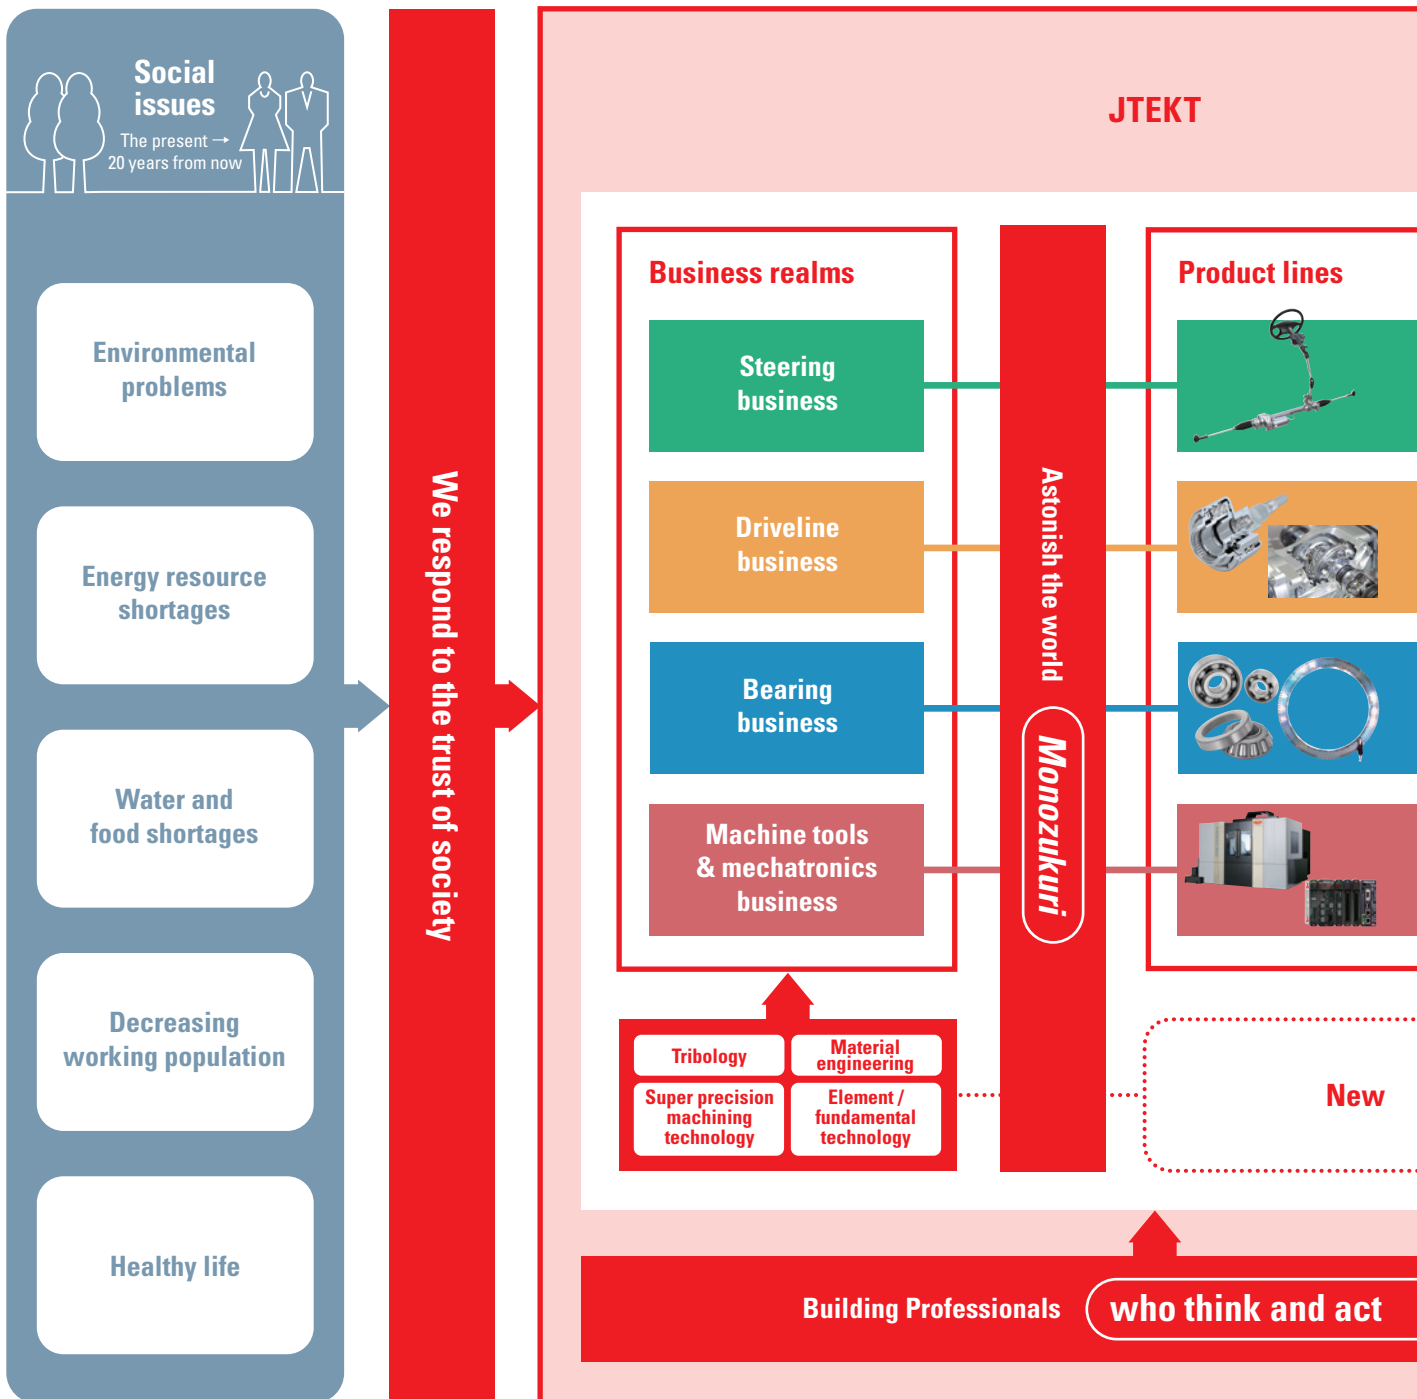 Social
issues
The present →
20 years from now
Environmental
problems
Energy resource
shortages
Water and
food shortages
Decreasing
working population
Healthy life
We respond to the trust of society
JTEKT
Business realms
Steering
business
Driveline
business
Bearing
business
Machine tools
& mechatronics
business
Tribology
Material
engineering
Super precision
machining
technology
Element /
fundamental
technology
Astonish the world
Monozukuri
Product lines
New
Building Professionals who think and act